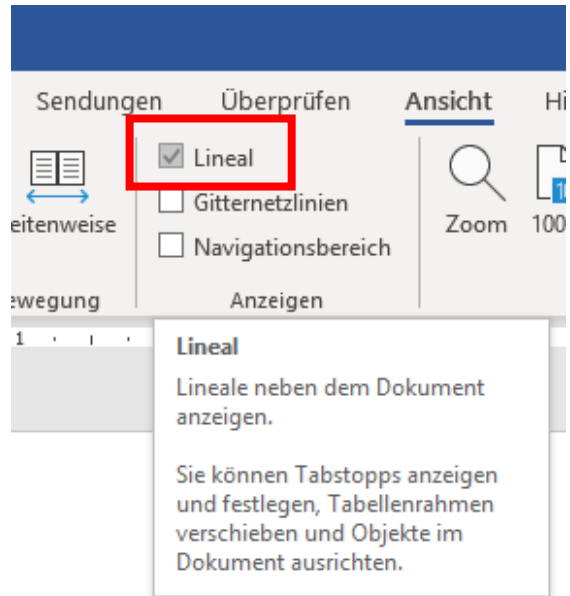 Sendungen Überprüfen Ansicht
Lineal
Gitternetzlinien
Navigationsbereich
Zoom
Anzeigen
1
Lineal
Lineale neben dem Dokument
anzeigen.
Sie können Tabstopps anzeigen
und festlegen, Tabellenrahmen
verschieben und Objekte im
Dokument ausrichten.